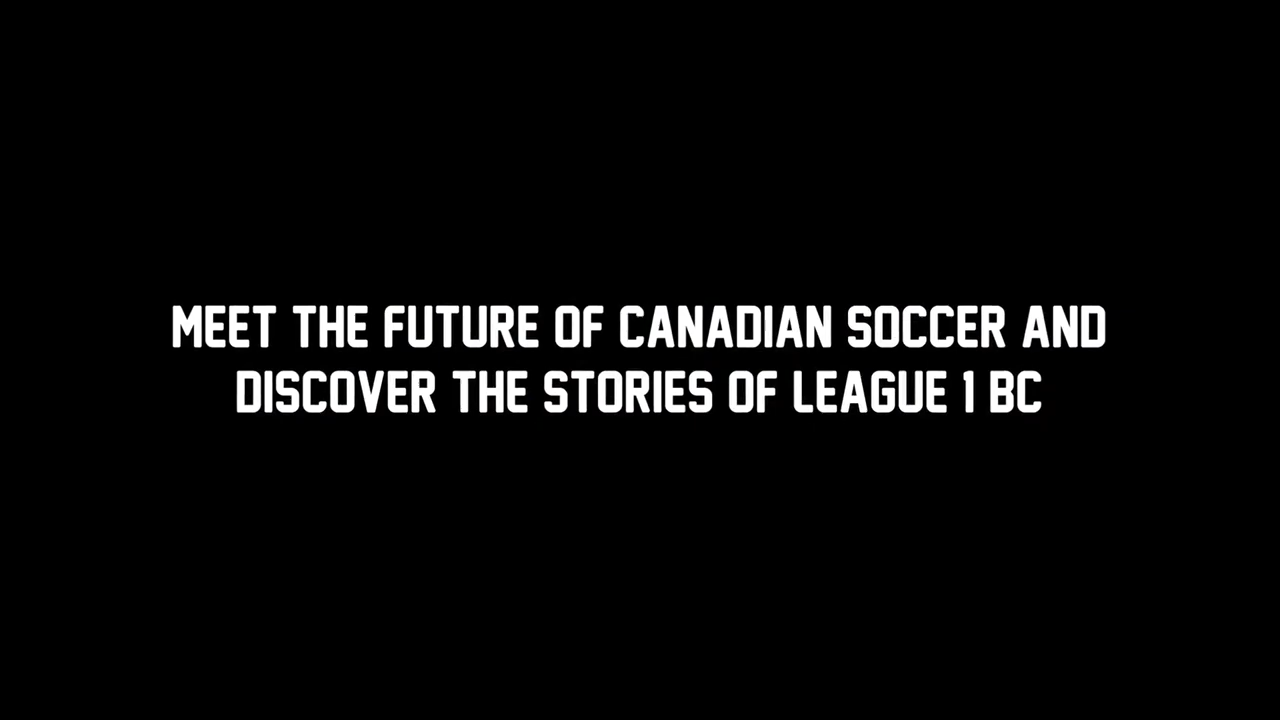 MEET THE FUTURE OF CANADIAN SOCCER AND
DISCOVER THE STORIES OF LEAGUE 1 BC